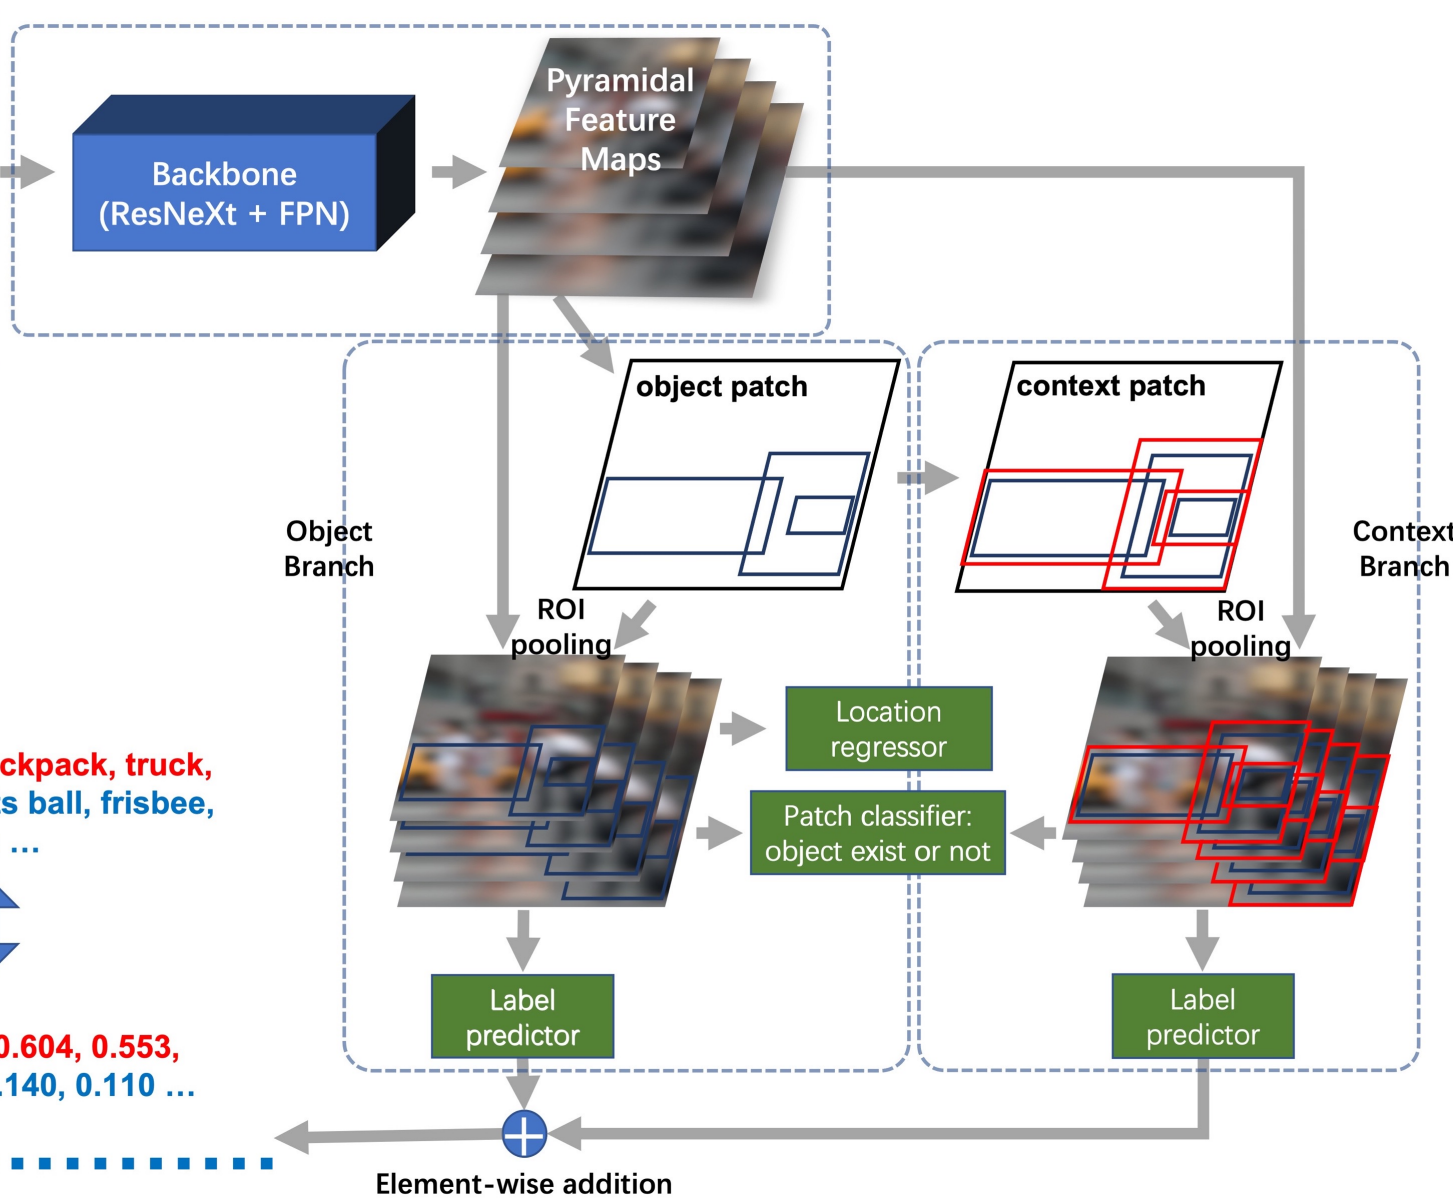 Pyramidal
Feature
Maps
Backbone
(ResNeXt + FPN)
object patch
context patch
Object
Branch
Context
Branch
ROI
pooling
ROI
pooling
Location
regressor
Patch classifier:
object exist or not
ckpack, truck,
ts ball, frisbee,
...
Label
predictor
Label
predictor
0.604, 0.553,
.140, 0.110 ...
Element-wise addition